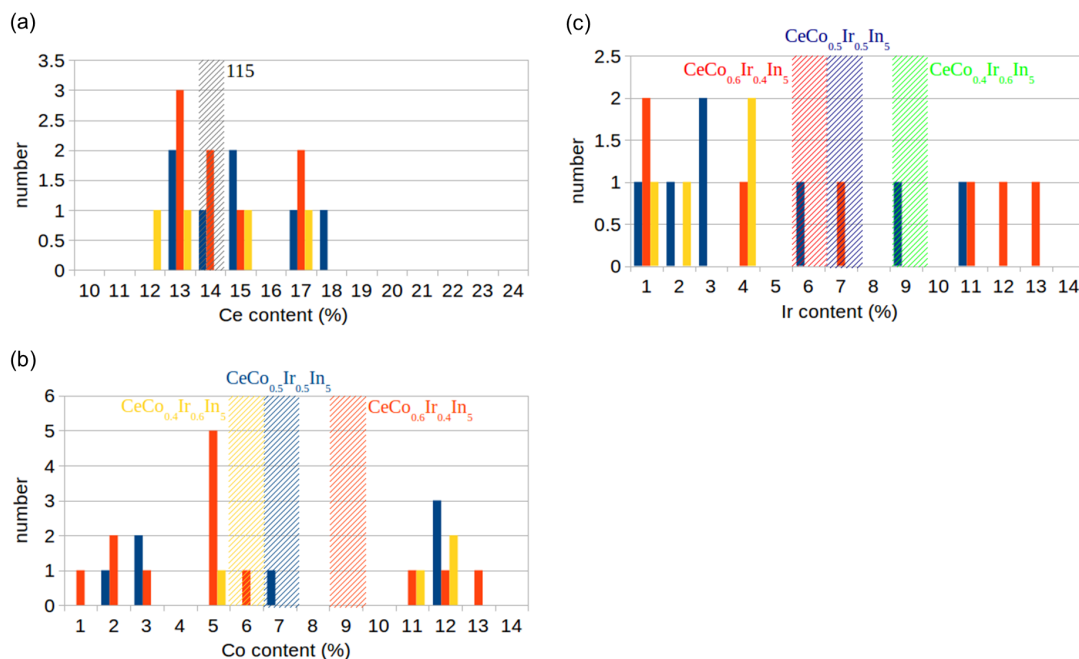 (a)
3.5
3
2.5
2
1.5
1
0.5
0
number
115
10 11 12 13 14 15 16 17 18 19 20 21 22 23 24
Ce content (%)
(b)
CeCo0.5Ir0.5In5
CeCo0.4Ir0.6In5
CeCo0.6Ir0.4In5
6
5
4
3
2
1
0
number
1 2 3 4 5 6 7 8 9 10 11 12 13 14
Co content (%)
(c)
CeCo0.5Ir0.5In5
CeCo0.6Ir0.4In5
CeCo0.4Ir0.6In5
2.5
2
1.5
1
0.5
0
number
1 2 3 4 5 6 7 8 9 10 11 12 13 14
Ir content (%)